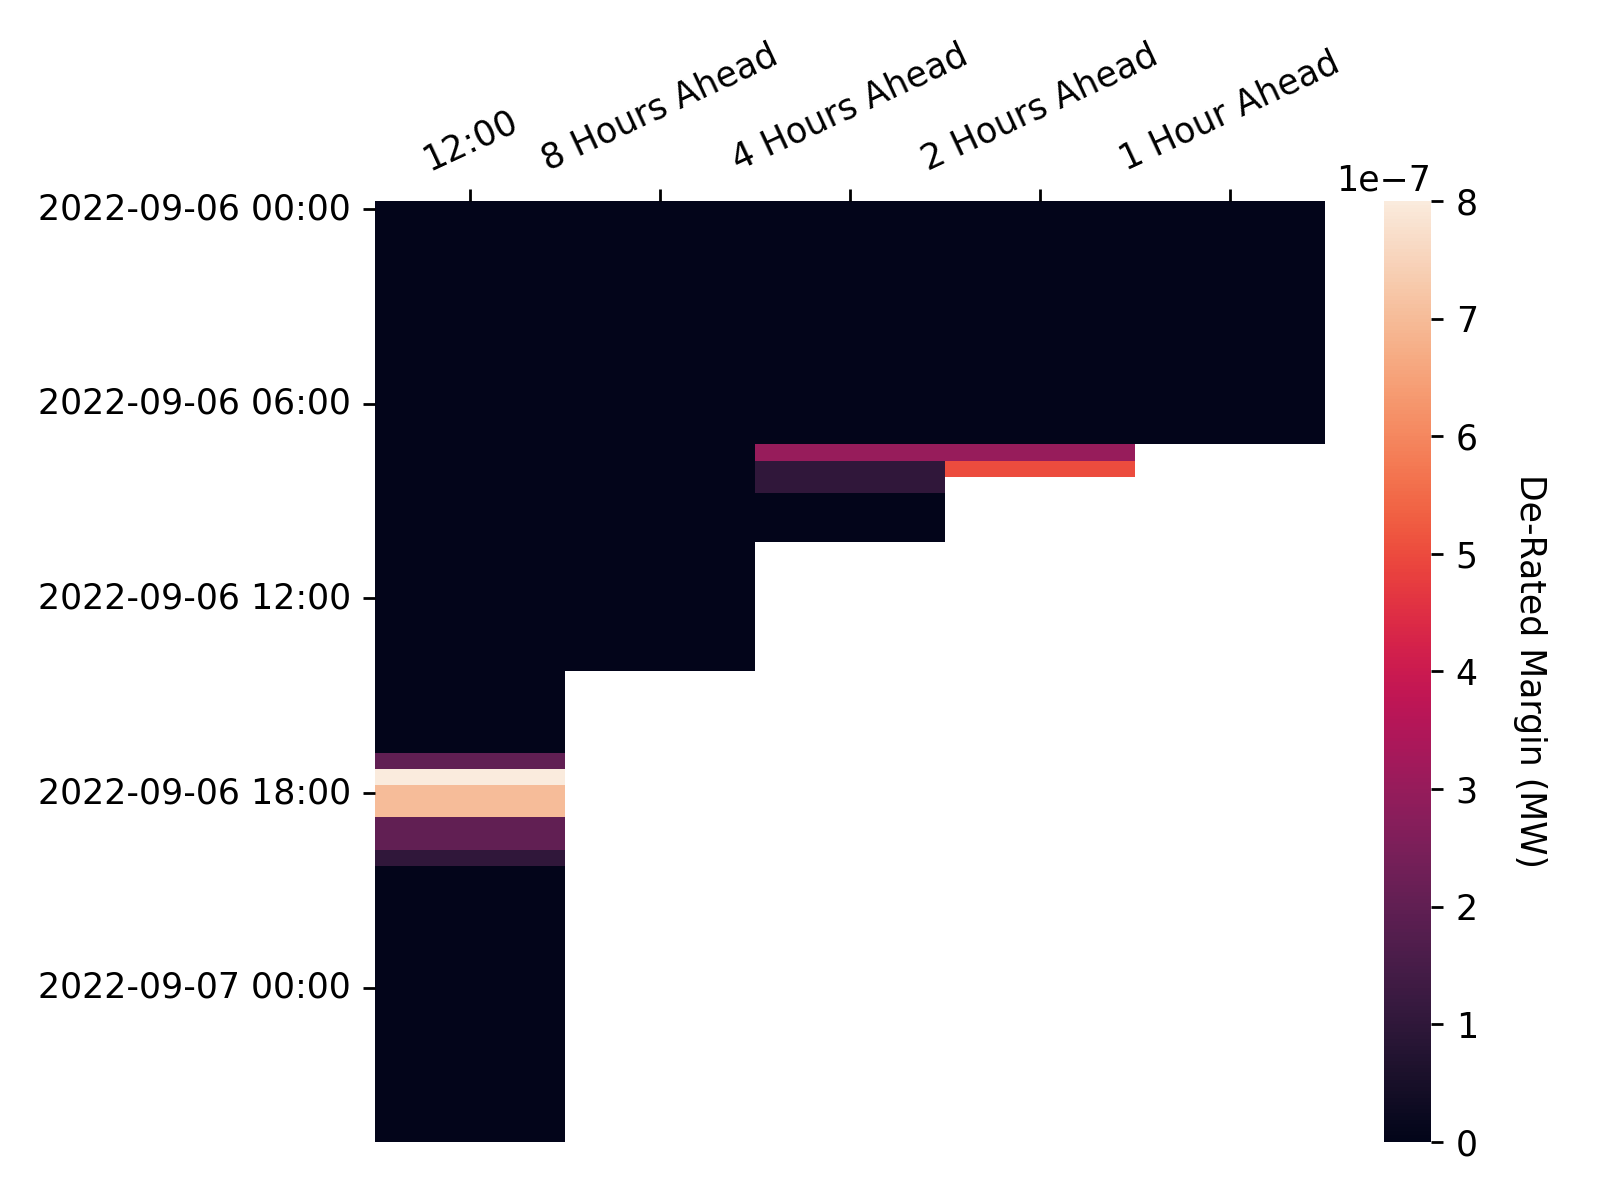 12:00
8 Hours Ahead
4 Hours Ahead
2 Hours Ahead
1 Hour Ahead
1e−7
2022-09-06 00:00
2022-09-06 06:00
2022-09-06 12:00
2022-09-06 18:00
2022-09-07 00:00
8
7
6
5
4
3
2
1
0
De-Rated Margin (MW)